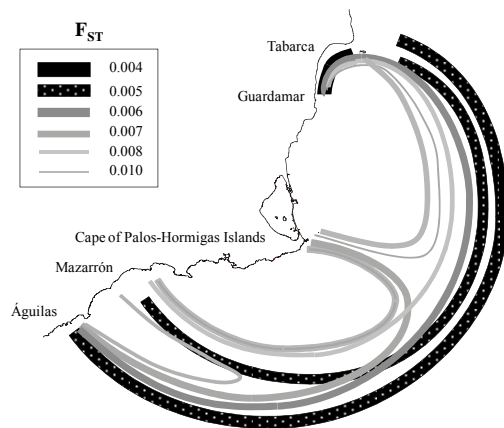 F_ST
0.004
0.005
0.006
0.007
0.008
0.010
Tabarca
Guardamar
Cape of Palos-Hormigas Islands
Mazarrón
Águilas